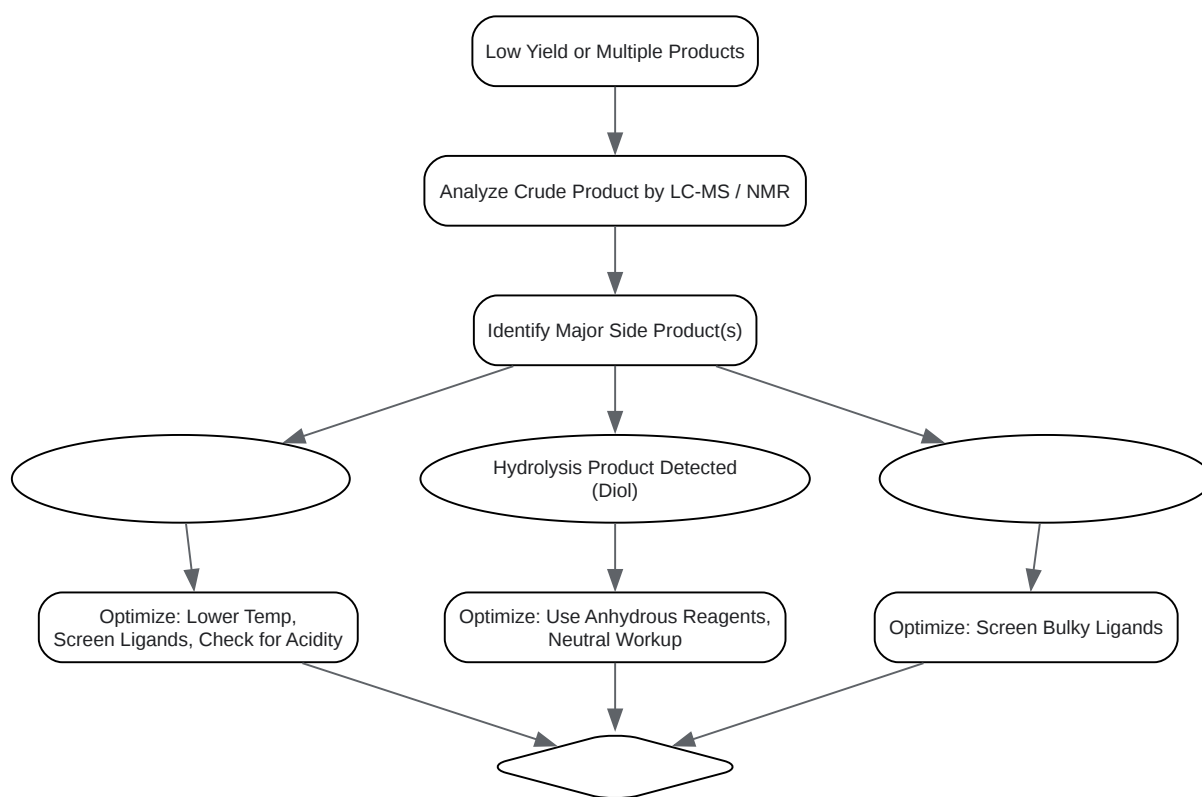 Low Yield or Multiple Products
Analyze Crude Product by LC-MS / NMR
Identify Major Side Product(s)
Hydrolysis Product Detected
(Diol)
Optimize: Lower Temp,
Screen Ligands, Check for Acidity
Optimize: Use Anhydrous Reagents,
Neutral Workup
Optimize: Screen Bulky Ligands